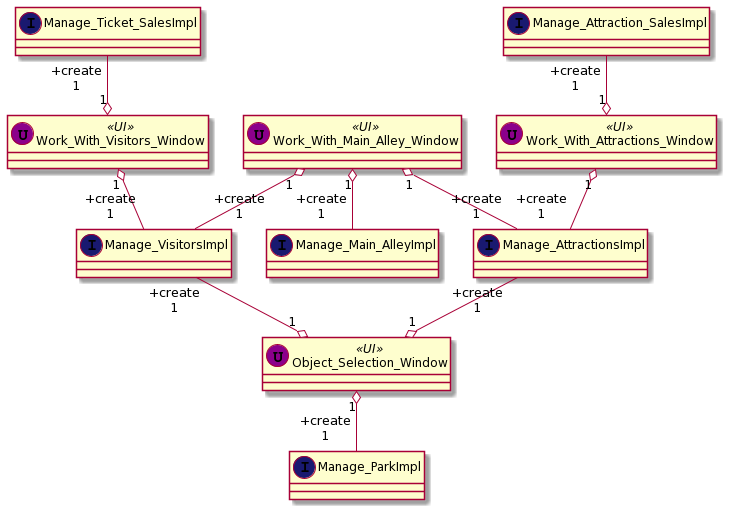 I Manage_Ticket_SalesImpl
I Manage_Attraction_SalesImpl
+create
1
1
+create
1
1
U «UI»
Work_With_Visitors_Window
U «UI»
Work_With_Main_Alley_Window
U «UI»
Work_With_Attractions_Window
1
+create
1
1
+create
1
1
+create
1
1
+create
1
1
+create
1
I Manage_VisitorsImpl
I Manage_Main_AlleyImpl
I Manage_AttractionsImpl
+create
1
1
+create
1
1
U «UI»
Object_Selection_Window
1
+create
1
I Manage_ParkImpl